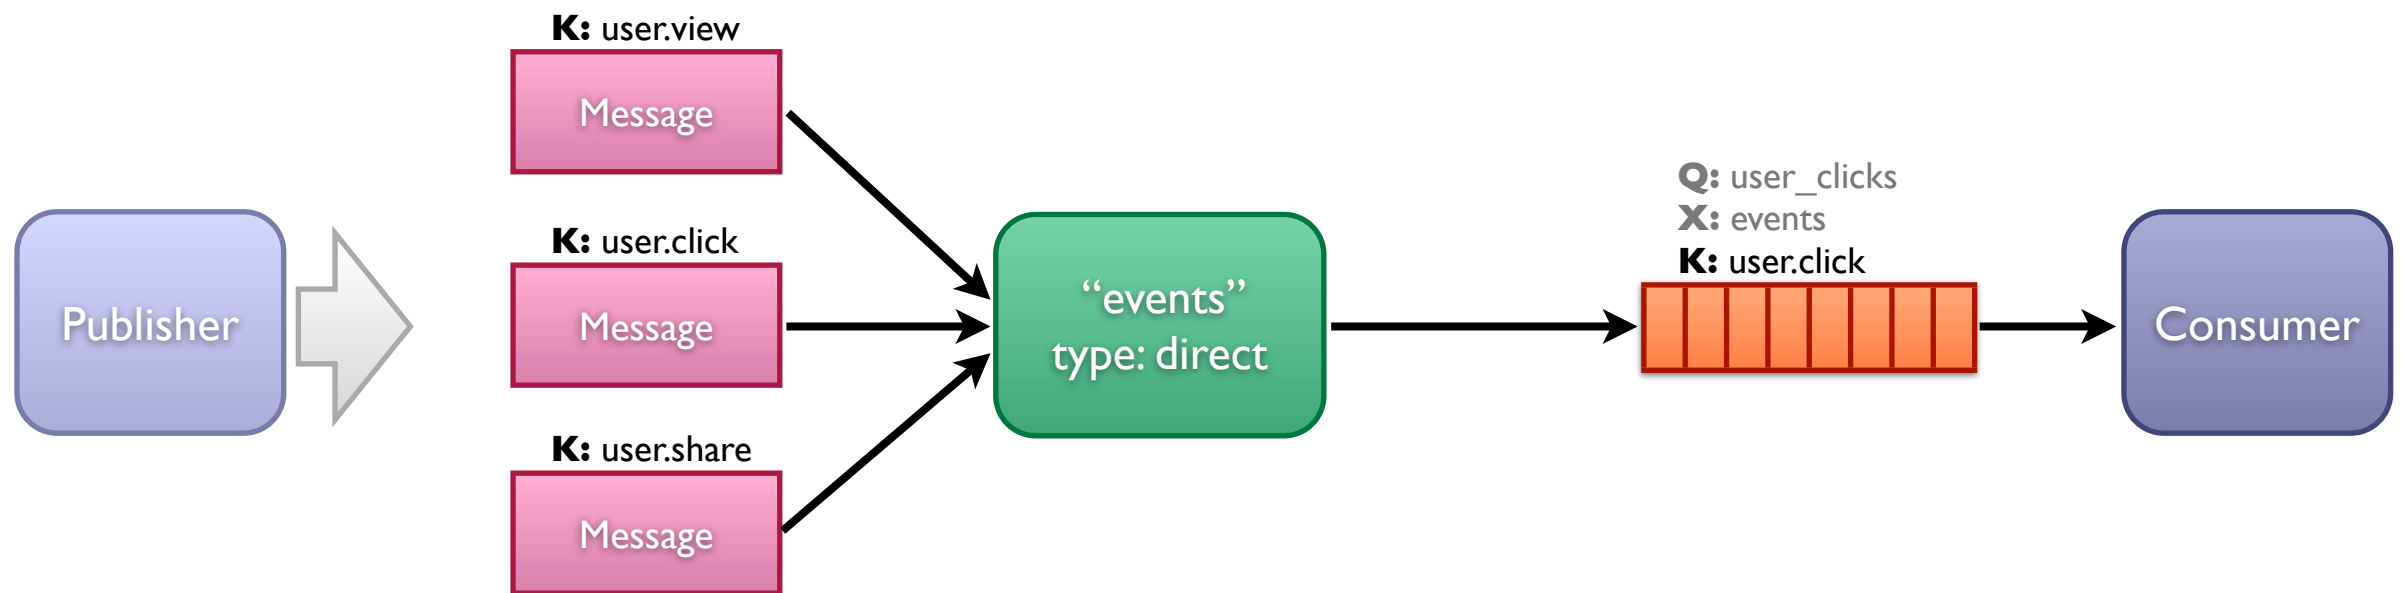 Publisher
K: user.view
Message
K: user.click
Message
K: user.share
Message
“events”
type: direct
Q: user_clicks
X: events
K: user.click
Consumer